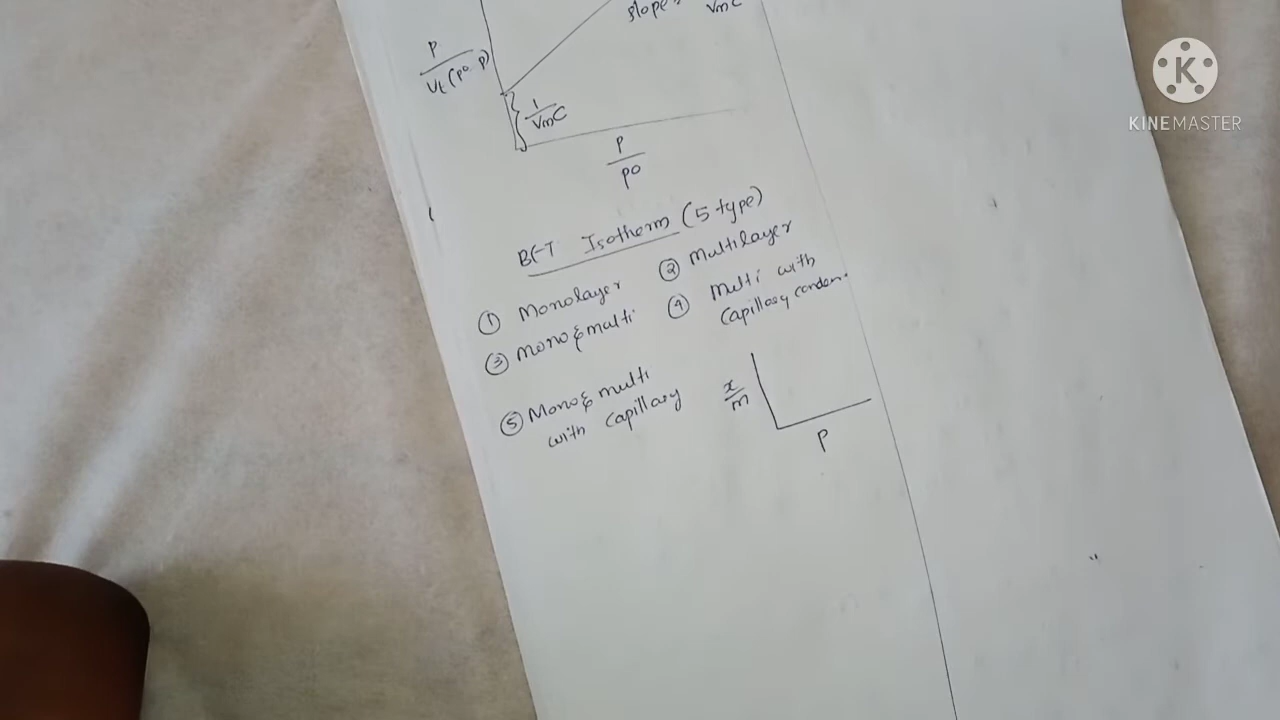 slope =
VmC
P
Vt(P° - P)
1
VmC
P
P°
BET Isotherm (5 type)
① Monolayer ② Multilayer
③ Mono & multi ④ Multi with
Capillary conden.
⑤ Mono & multi
with capillary
x
m
P
K
KINEMASTER